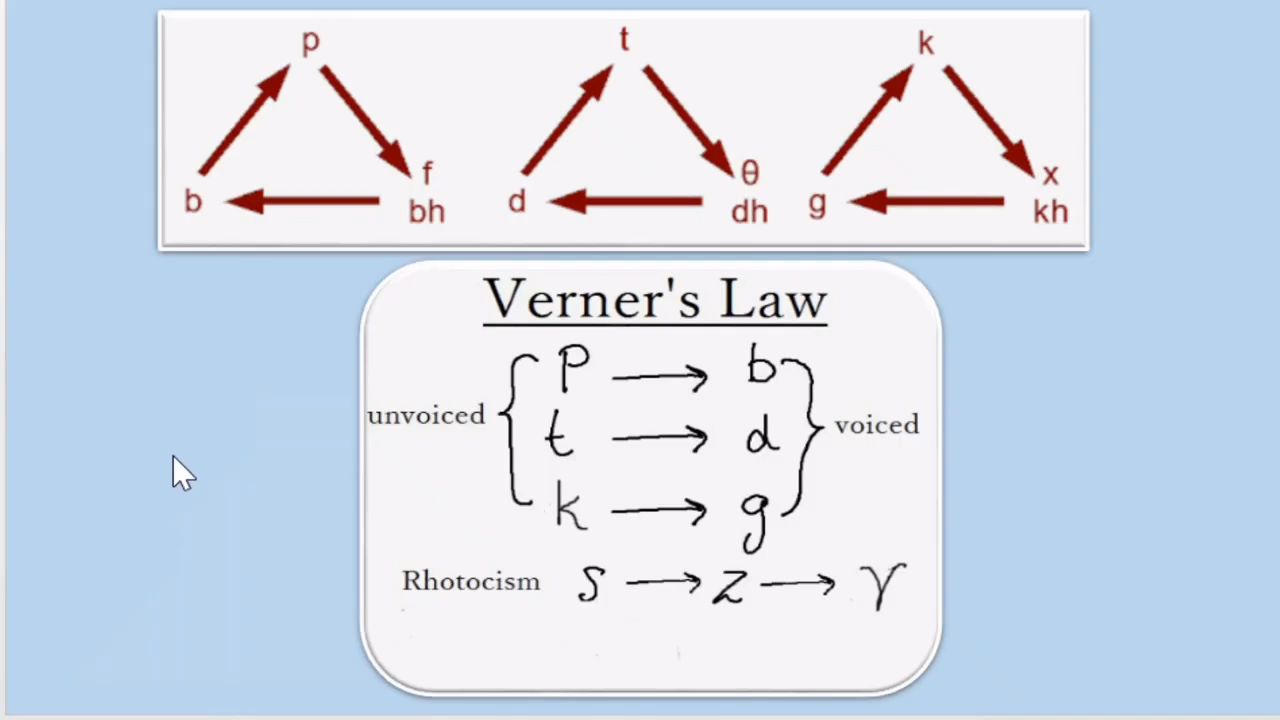 p t k
f θ x
b bh d dh g kh
Verner's Law
p → b
unvoiced t → d voiced
k → g
Rhotocism s → z → r